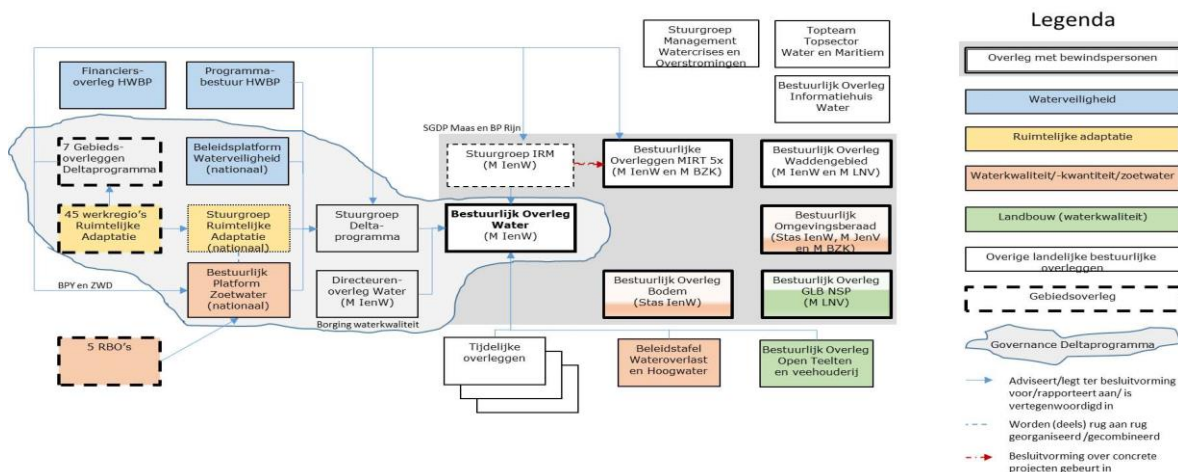 Stuurgroep
Management
Watercrises en
Overstromingen
Topteam
Topsector
Water en Maritiem
Financiers-
overleg HWBP
Programma-
bestuur HWBP
Bestuurlijk Overleg
Informatiehuis
Water
SGDP Maas en BP Rijn
7 Gebieds-
overleggen
Deltaprogramma
Beleidsplatform
Waterveiligheid
(nationaal)
Stuurgroep IRM
(M IenW)
Bestuurlijke
Overleggen MIRT 5x
(M IenW en M BZK)
Bestuurlijk Overleg
Waddengebied
(M IenW en M LNV)
45 werkregio's
Ruimtelijke
Adaptatie
Stuurgroep
Ruimtelijke
Adaptatie
(nationaal)
Stuurgroep
Delta-
programma
Bestuurlijk Overleg
Water
(M IenW)
Bestuurlijk
Omgevingsberaad
(Stas IenW, M JenV
en M BZK)
BPY en ZWD
Bestuurlijk
Platform
Zoetwater
(nationaal)
Directeuren-
overleg Water
(M IenW)
Borging waterkwaliteit
Bestuurlijk Overleg
Bodem
(Stas IenW)
Bestuurlijk Overleg
GLB NSP
(M LNV)
5 RBO's
Tijdelijke
overleggen
Beleidstafel
Wateroverlast en
Hoogwater
Bestuurlijk Overleg
Open Teelten
en veehouderij
Legenda
Overleg met bewindspersonen
Waterveiligheid
Ruimtelijke adaptatie
Waterkwaliteit/-kwantiteit/zoetwater
Landbouw (waterkwaliteit)
Overige landelijke bestuurlijke
overleggen
Gebiedsoverleg
Governance Deltaprogramma
Adviseert/legt ter besluitvorming
voor/rapporteert aan/ is
vertegenwoordigd in
Worden (deels) rug aan rug
georganiseerd /gecombineerd
Besluitvorming over concrete
projecten gebeurt in